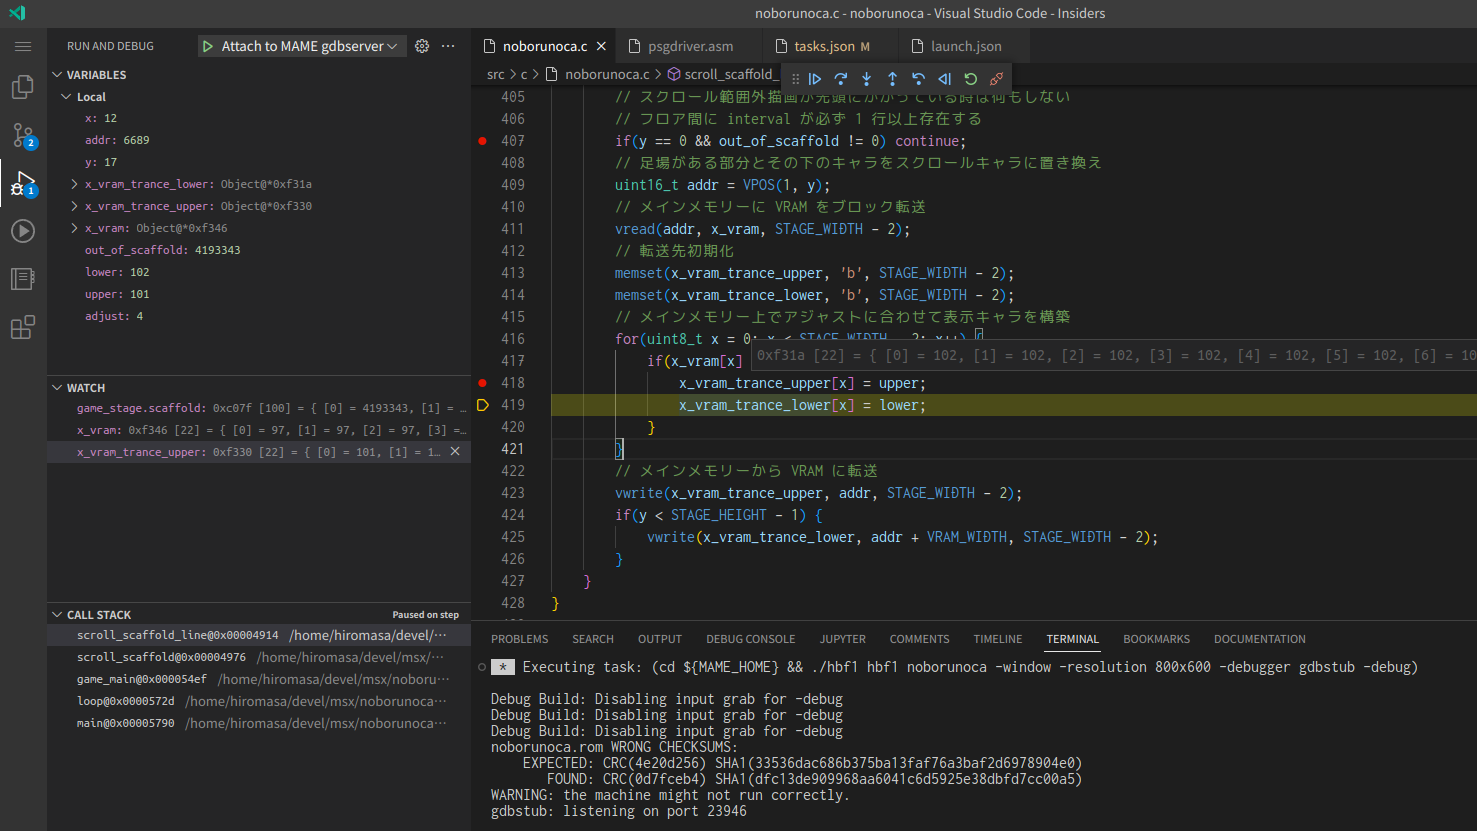 noborunoca.c - noborunoca - Visual Studio Code - Insiders
RUN AND DEBUG
Attach to MAME gdbserver
VARIABLES
Local
x: 12
addr: 6689
y: 17
x_vram_trance_lower: Object@*0xf31a
x_vram_trance_upper: Object@*0xf330
x_vram: Object@*0xf346
out_of_scaffold: 4193343
lower: 102
upper: 101
adjust: 4
WATCH
game_stage.scaffold: 0xc07f [100] = { [0] = 4193343, [1] = …
x_vram: 0xf346 [22] = { [0] = 97, [1] = 97, [2] = 97, [3] =…
x_vram_trance_upper: 0xf330 [22] = { [0] = 101, [1] = 1…
CALL STACK
Paused on step
scroll_scaffold_line@0x00004914 /home/hiromasa/devel/…
scroll_scaffold@0x00004976 /home/hiromasa/devel/msx/…
game_main@0x000054ef /home/hiromasa/devel/msx/noboru…
loop@0x0000572d /home/hiromasa/devel/msx/noborunoca…
main@0x00005790 /home/hiromasa/devel/msx/noborunoca…
noborunoca.c
psgdriver.asm
tasks.json M
launch.json
src > c > noborunoca.c > scroll_scaffold_
405 // スクロール範囲外描画が先頭にかかっている時は何もしない
406 // フロア間に interval が必ず 1 行以上存在する
407 if(y == 0 && out_of_scaffold != 0) continue;
408 // 足場がある部分とその下のキャラをスクロールキャラに置き換え
409 uint16_t addr = VPOS(1, y);
410 // メインメモリーに VRAM をブロック転送
411 vread(addr, x_vram, STAGE_WIDTH - 2);
412 // 転送先初期化
413 memset(x_vram_trance_upper, 'b', STAGE_WIDTH - 2);
414 memset(x_vram_trance_lower, 'b', STAGE_WIDTH - 2);
415 // メインメモリー上でアジャストに合わせて表示キャラを構築
416 for(uint8_t x = 0; x < STAGE_WIDTH - 2; x++) {
417 if(x_vram[x]
0xf31a [22] = { [0] = 102, [1] = 102, [2] = 102, [3] = 102, [4] = 102, [5] = 102, [6] = 10
418 x_vram_trance_upper[x] = upper;
419 x_vram_trance_lower[x] = lower;
420 }
421 }
422 // メインメモリーから VRAM に転送
423 vwrite(x_vram_trance_upper, addr, STAGE_WIDTH - 2);
424 if(y < STAGE_HEIGHT - 1) {
425 vwrite(x_vram_trance_lower, addr + VRAM_WIDTH, STAGE_WIDTH - 2);
426 }
427 }
428 }
PROBLEMS SEARCH OUTPUT DEBUG CONSOLE JUPYTER COMMENTS TIMELINE TERMINAL BOOKMARKS DOCUMENTATION
* Executing task: (cd ${MAME_HOME} && ./hbf1 hbf1 noborunoca -window -resolution 800x600 -debugger gdbstub -debug)
Debug Build: Disabling input grab for -debug
Debug Build: Disabling input grab for -debug
Debug Build: Disabling input grab for -debug
noborunoca.rom WRONG CHECKSUMS:
EXPECTED: CRC(4e20d256) SHA1(33536dac686b375ba13faf76a3baf2d6978904e0)
FOUND: CRC(0d7fceb4) SHA1(dfc13de909968aa6041c6d5925e38dbfd7cc00a5)
WARNING: the machine might not run correctly.
gdbstub: listening on port 23946
2
1